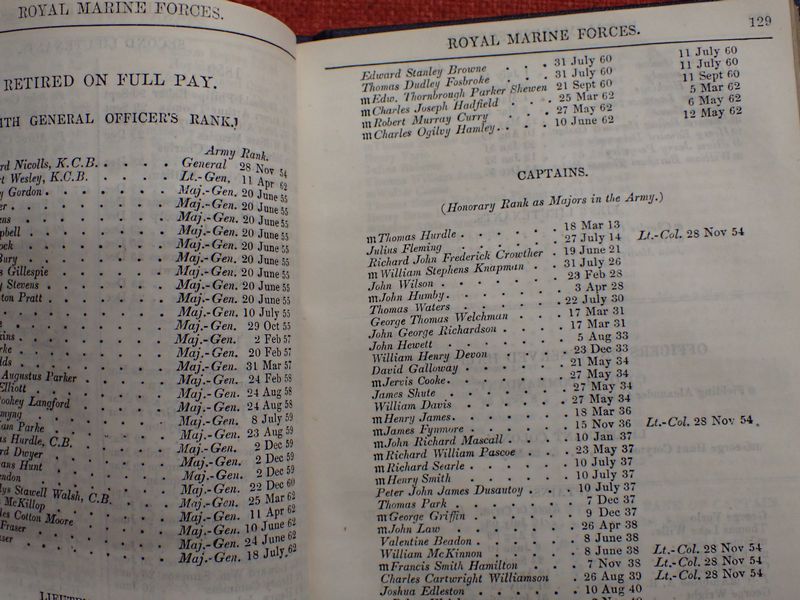 ROYAL MARINE FORCES.
RETIRED ON FULL PAY.
GENERAL OFFICER'S RANK.
Army Rank.
Nicolls, K.C.B. General 28 Nov 54
Wesley, K.C.B. Lt.-Gen. 11 Apr 62
Gordon Maj.-Gen. 20 June 55
Maj.-Gen. 20 June 55
Maj.-Gen. 20 June 55
Maj.-Gen. 20 June 55
Maj.-Gen. 20 June 55
Maj.-Gen. 20 June 55
Gillespie Maj.-Gen. 20 June 55
Stevens Maj.-Gen. 20 June 55
Pratt Maj.-Gen. 20 June 55
Maj.-Gen. 10 July 55
Maj.-Gen. 29 Oct 55
Maj.-Gen. 2 Feb 57
Maj.-Gen. 20 Feb 57
Maj.-Gen. 31 Mar 57
Augustus Parker Maj.-Gen. 24 Feb 58
Elliott Maj.-Gen. 24 Aug 58
Langford Maj.-Gen. 24 Aug 58
Maj.-Gen. 8 July 59
Parke Maj.-Gen. 23 Aug 59
Hurdle, C.B. Maj.-Gen. 2 Dec 59
Dwyer Maj.-Gen. 2 Dec 59
Hunt Maj.-Gen. 2 Dec 59
Maj.-Gen. 22 Dec 60
Stawell Walsh, C.B. Maj.-Gen. 25 Mar 62
McKillop Maj.-Gen. 11 Apr 62
Cotton Moore Maj.-Gen. 10 June 62
Fraser Maj.-Gen. 24 June 62
Maj.-Gen. 18 July 62
ROYAL MARINE FORCES. 129
Edward Stanley Browne 31 July 60 11 July 60
Thomas Dudley Fosbroke 31 July 60 11 July 60
m Edw. Thornbrough Parker Shewen 21 Sept 60 11 Sept 60
m Charles Joseph Hadfield 25 Mar 62 5 Mar 62
m Robert Murray Curry 27 May 62 6 May 62
m Charles Ogilvy Hamley 10 June 62 12 May 62
CAPTAINS.
(Honorary Rank as Majors in the Army.)
m Thomas Hurdle 18 Mar 13
Julius Fleming 27 July 14 Lt.-Col. 28 Nov 54
Richard John Frederick Crowther 19 June 21
m William Stephens Knapman 31 July 26
John Wilson 23 Feb 28
m John Humby 3 Apr 28
Thomas Waters 22 July 30
George Thomas Welchman 17 Mar 31
John George Richardson 17 Mar 31
John Hewett 5 Aug 33
William Henry Devon 23 Dec 33
David Galloway 21 May 34
m Jervis Cooke 27 May 34
James Shute 27 May 34
William Davis 27 May 34
m Henry James 18 Mar 36
m James Fynmore 15 Nov 36 Lt.-Col. 28 Nov 54
m John Richard Mascall 10 Jan 37
m Richard William Pascoe 23 May 37
m Richard Searle 10 July 37
m Henry Smith 10 July 37
Peter John James Dusautoy 10 July 37
Thomas Park 7 Dec 37
m George Griffin 9 Dec 37
m John Law 26 Apr 38
Valentine Beadon 8 June 38
William McKinnon 8 June 38 Lt.-Col. 28 Nov 54
m Francis Smith Hamilton 7 Nov 38 Lt.-Col. 28 Nov 54
Charles Cartwright Williamson 26 Aug 39 Lt.-Col. 28 Nov 54
Joshua Edleston 10 Aug 40